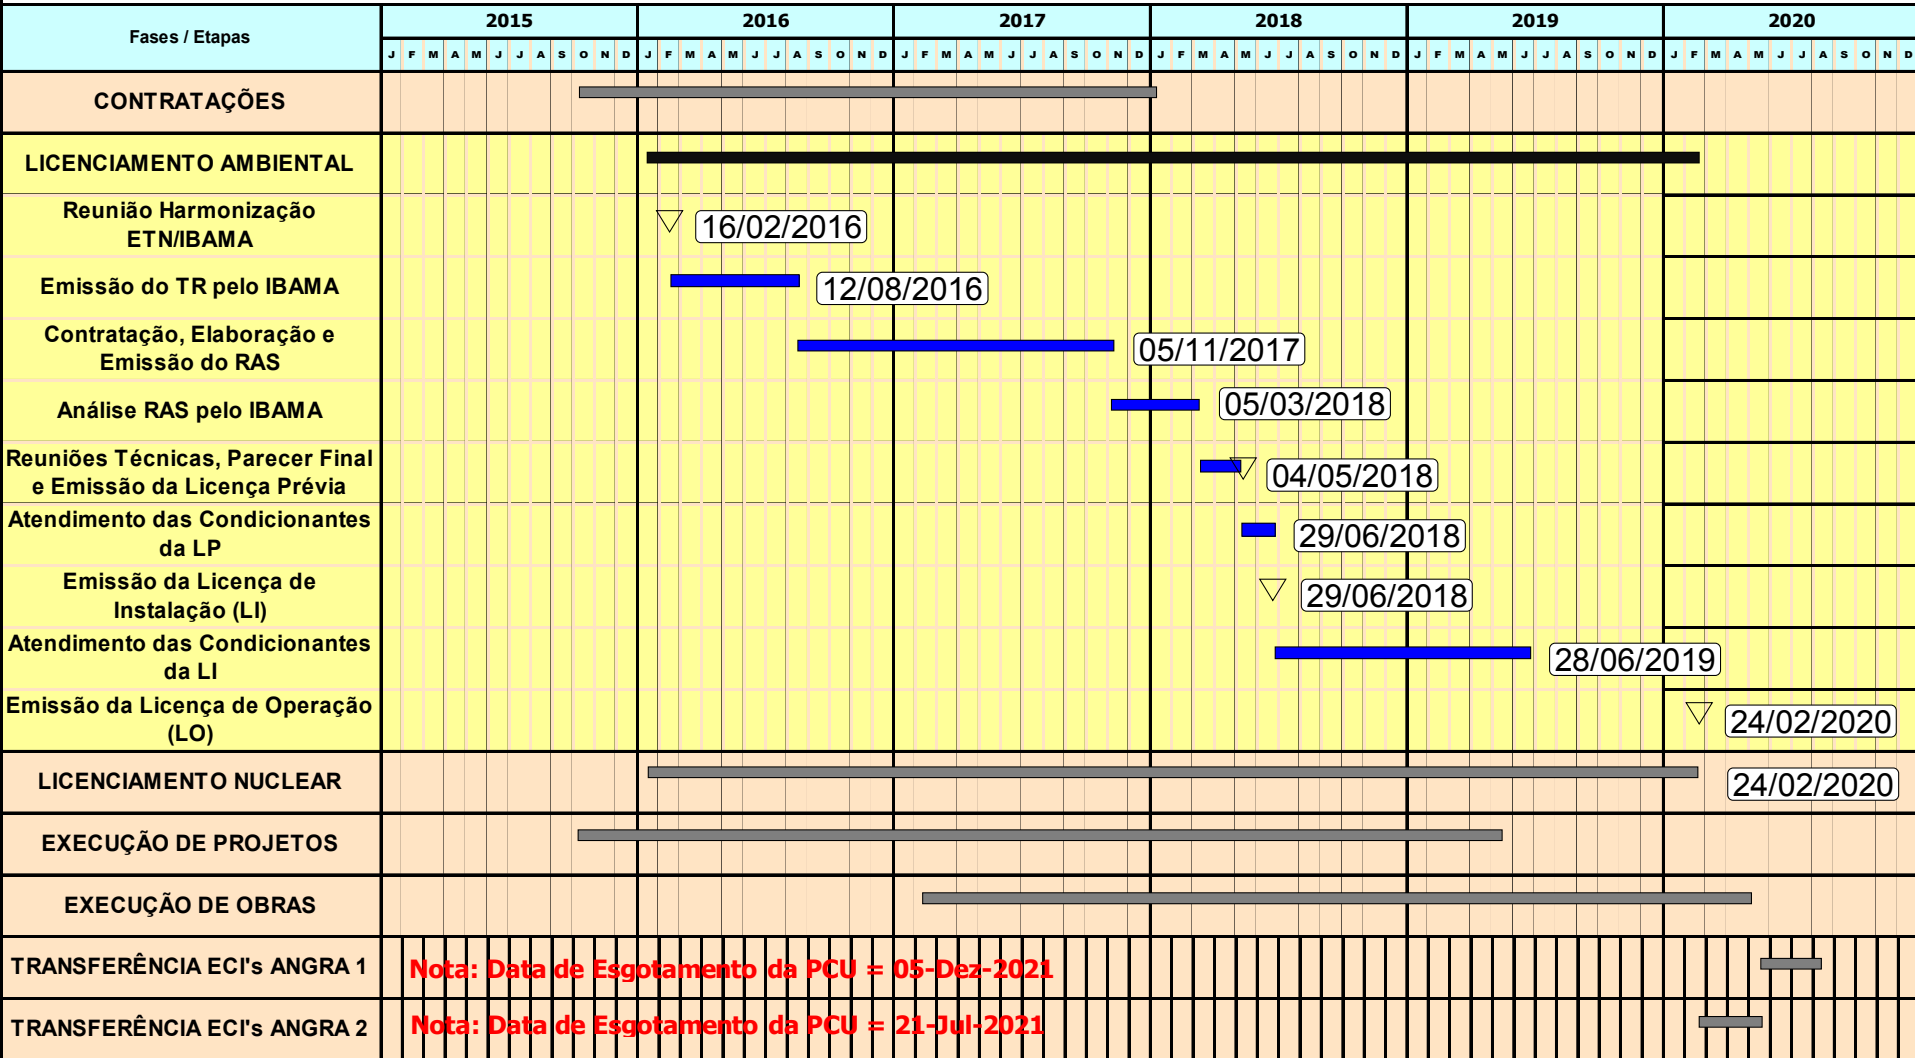 Fases / Etapas
2015 2016 2017 2018 2019 2020
J F M A M J J A S O N D J F M A M J J A S O N D J F M A M J J A S O N D J F M A M J J A S O N D J F M A M J J A S O N D J F M A M J J A S O N D
CONTRATAÇÕES
LICENCIAMENTO AMBIENTAL
Reunião Harmonização
ETN/IBAMA
16/02/2016
Emissão do TR pelo IBAMA
12/08/2016
Contratação, Elaboração e
Emissão do RAS
05/11/2017
Análise RAS pelo IBAMA
05/03/2018
Reuniões Técnicas, Parecer Final
e Emissão da Licença Prévia
04/05/2018
Atendimento das Condicionantes
da LP
29/06/2018
Emissão da Licença de
Instalação (LI)
29/06/2018
Atendimento das Condicionantes
da LI
28/06/2019
Emissão da Licença de Operação
(LO)
24/02/2020
LICENCIAMENTO NUCLEAR
24/02/2020
EXECUÇÃO DE PROJETOS
EXECUÇÃO DE OBRAS
TRANSFERÊNCIA ECI's ANGRA 1
Nota: Data de Esgotamento da PCU = 05-Dez-2021
TRANSFERÊNCIA ECI's ANGRA 2
Nota: Data de Esgotamento da PCU = 21-Jul-2021